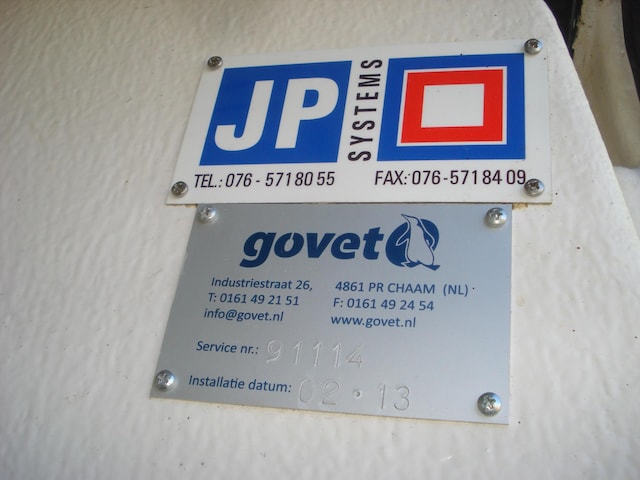 JP SYSTEMS
TEL.: 076 - 571 80 55 FAX.: 076 - 571 84 09
govet
Industriestraat 26, 4861 PR CHAAM (NL)
T: 0161 49 21 51 F: 0161 49 24 54
info@govet.nl www.govet.nl
Service nr.: 91114
Installatie datum: 02 · 13